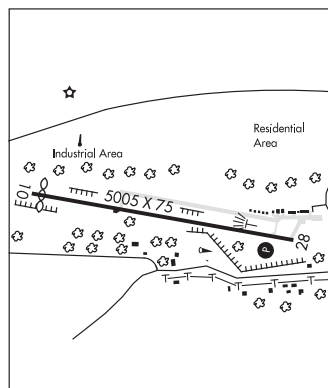 Residential
Area
Industrial Area
10
5005 X 75
28
P